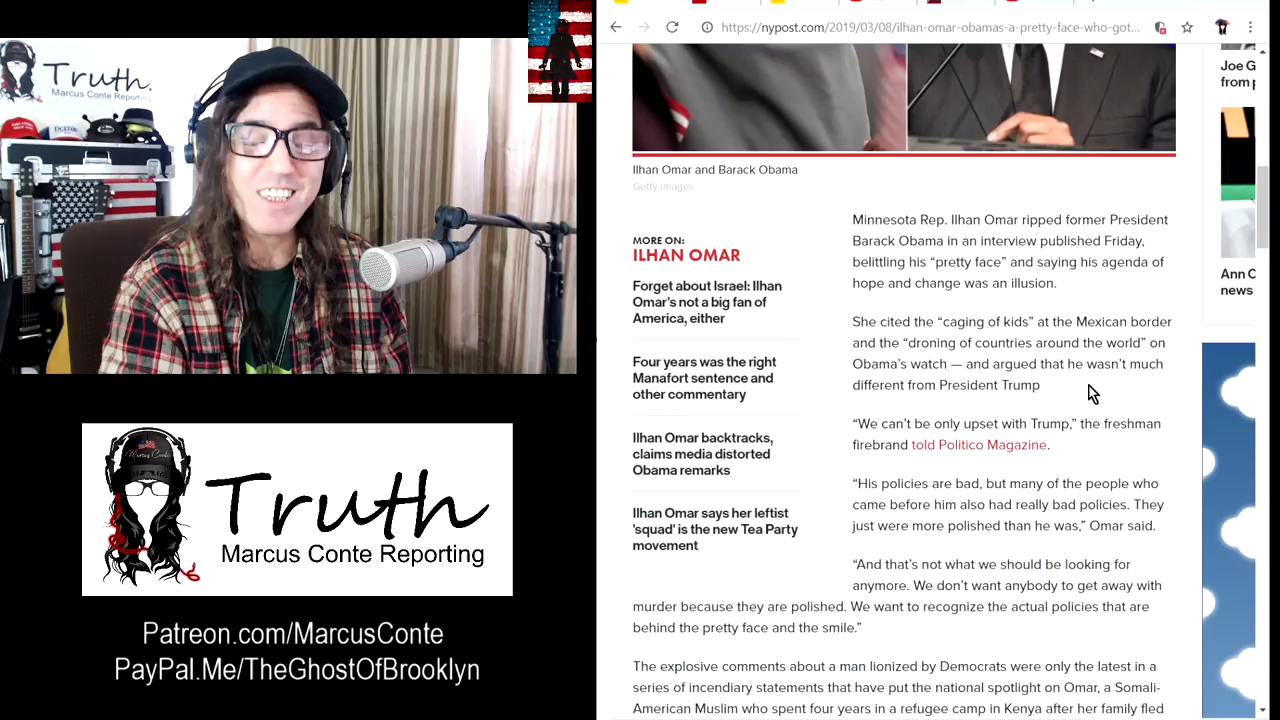 Truth.
Marcus Conte Reporting
Truth
Marcus Conte Reporting
Patreon.com/MarcusConte
PayPal.Me/TheGhostOfBrooklyn
https://nypost.com/2019/03/08/ilhan-omar-obamas-a-pretty-face-who-got...
Ilhan Omar and Barack Obama
Getty Images
MORE ON:
ILHAN OMAR
Forget about Israel: Ilhan
Omar's not a big fan of
America, either
Four years was the right
Manafort sentence and
other commentary
Ilhan Omar backtracks,
claims media distorted
Obama remarks
Ilhan Omar says her leftist
'squad' is the new Tea Party
movement
Minnesota Rep. Ilhan Omar ripped former President
Barack Obama in an interview published Friday,
belittling his “pretty face” and saying his agenda of
hope and change was an illusion.
She cited the “caging of kids” at the Mexican border
and the “droning of countries around the world” on
Obama’s watch — and argued that he wasn’t much
different from President Trump
“We can’t be only upset with Trump,” the freshman
firebrand told Politico Magazine.
“His policies are bad, but many of the people who
came before him also had really bad policies. They
just were more polished than he was,” Omar said.
“And that’s not what we should be looking for
anymore. We don’t want anybody to get away with
murder because they are polished. We want to recognize the actual policies that are
behind the pretty face and the smile.”
The explosive comments about a man lionized by Democrats were only the latest in a
series of incendiary statements that have put the national spotlight on Omar, a Somali-
American Muslim who spent four years in a refugee camp in Kenya after her family fled
Joe G
from
Ann C
news